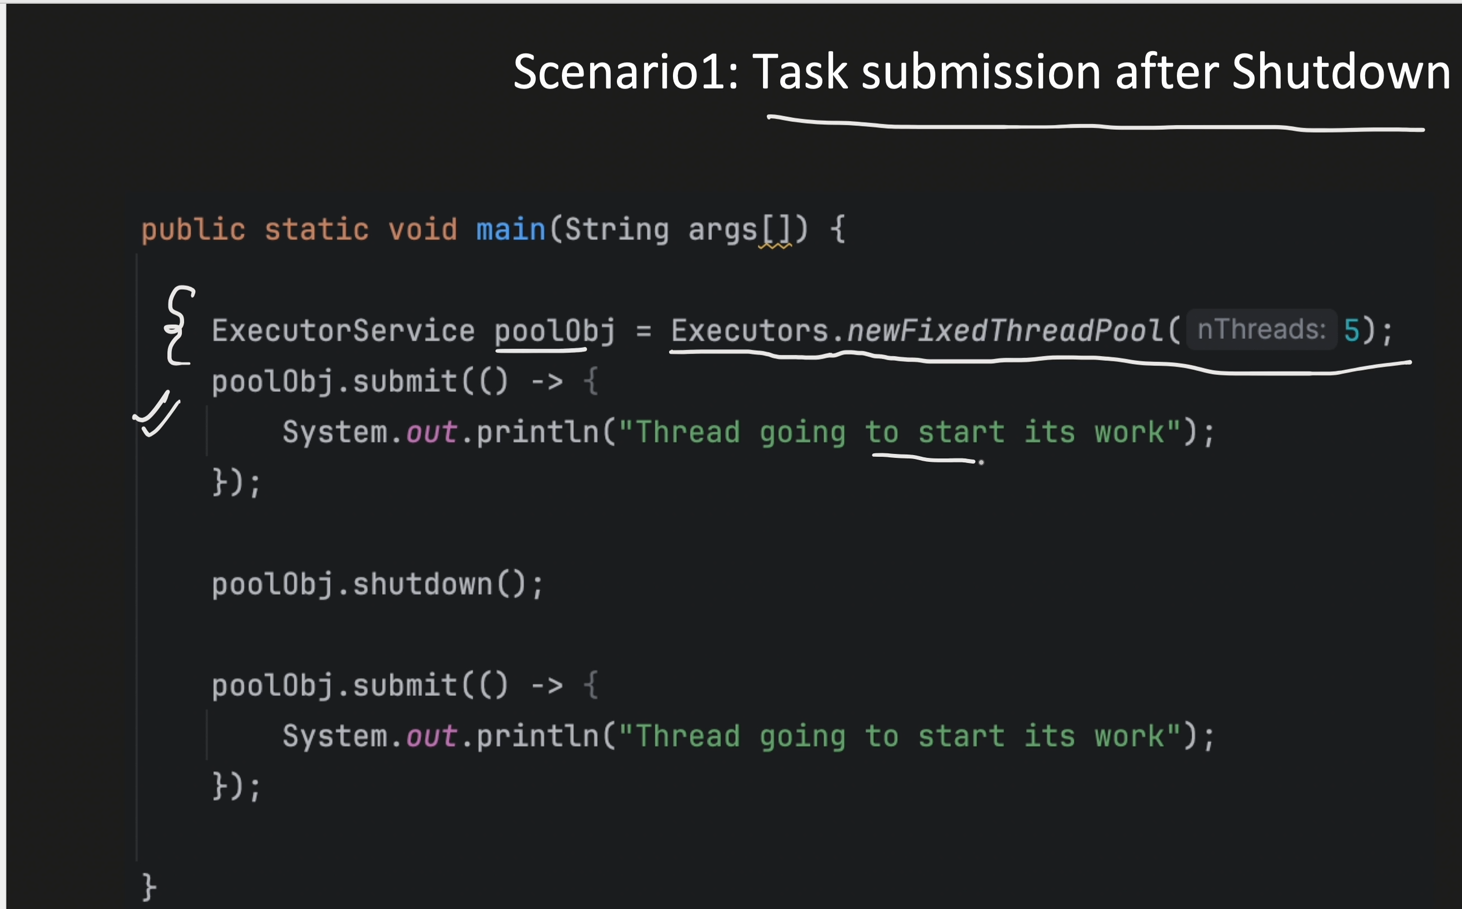 Scenario1: Task submission after Shutdown
public static void main(String args[]) {
ExecutorService poolObj = Executors.newFixedThreadPool( nThreads: 5);
poolObj.submit(() -> {
System.out.println("Thread going to start its work");
});
poolObj.shutdown();
poolObj.submit(() -> {
System.out.println("Thread going to start its work");
});
}